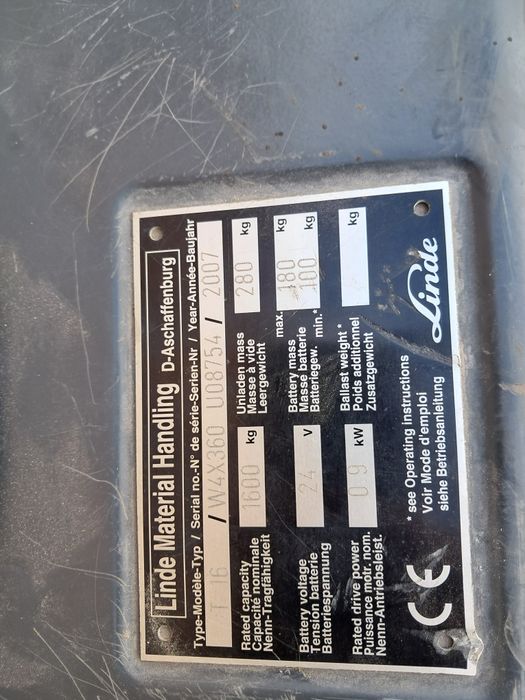 Linde Material Handling D-Aschaffenburg
Type-Modèle-Typ / Serial no.-N° de série-Serien-Nr / Year-Année-Baujahr
T 16 / W4X360 U08754 / 2007
Rated capacity
Capacité nominale
Nenn-Tragfähigkeit
1600 kg
Unladen mass
Masse à vide
Leergewicht
280 kg
Battery voltage
Tension batterie
Batteriespannung
24 V
Battery mass max.
Masse batterie
Batteriegew. min.*
180 kg
100
Rated drive power
Puissance motr. nom.
Nenn-Antriebsleist.
0.9 kW
Ballast weight*
Poids additionnel
Zusatzgewicht
kg
* see Operating instructions
Voir Mode d'emploi
siehe Betriebsanleitung
CE
Linde